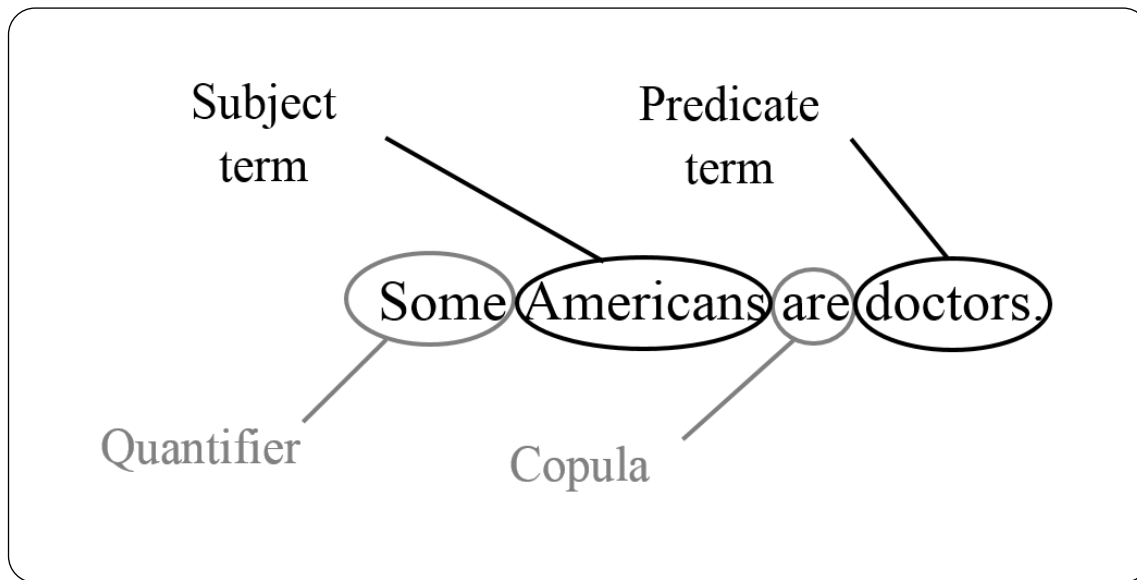 Subject
term
Predicate
term
Some Americans are doctors.
Quantifier
Copula